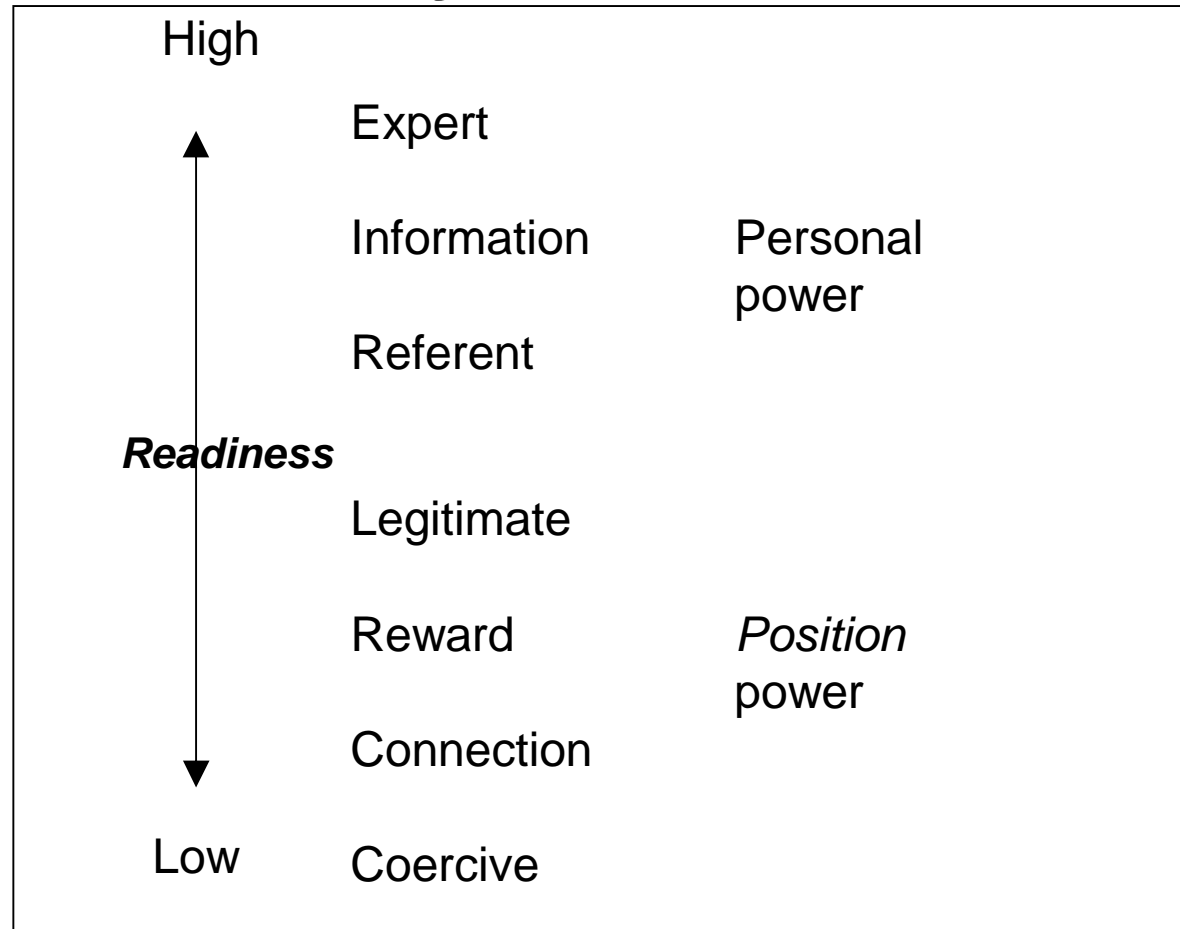 High
Expert
Information
Personal
power
Referent
Readiness
Legitimate
Reward
Position
power
Connection
Low
Coercive